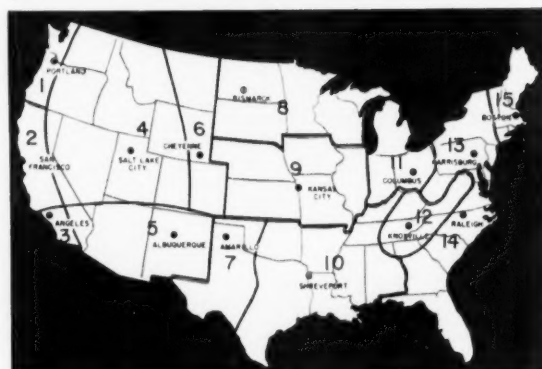 PORTLAND
1
BISMARCK
8
15
BOSTON
2
4
6
CHEYENNE
SALT LAKE
CITY
13
HARRISBURG
SAN
FRANCISCO
9
KANSAS
CITY
11
COLUMBUS
ANGELES
3
5
ALBUQUERQUE
AMARILLO
7
12
KNOXVILLE
RALEIGH
14
10
SHREVEPORT